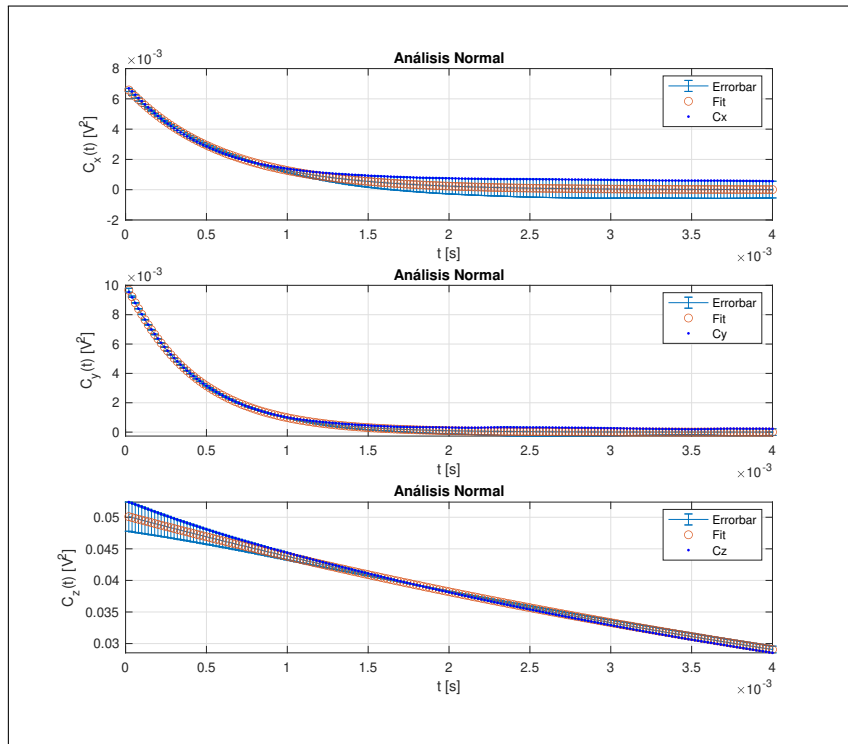 Análisis Normal
×10⁻³
8
6
4
2
0
-2
Cₓ(t) [V²]
Errorbar
Fit
Cx
0 0.5 1 1.5 2 2.5 3 3.5 4
t [s]
×10⁻³
Análisis Normal
×10⁻³
10
8
6
4
2
0
C_y(t) [V²]
Errorbar
Fit
Cy
0 0.5 1 1.5 2 2.5 3 3.5 4
t [s]
×10⁻³
Análisis Normal
0.05
0.045
0.04
0.035
0.03
C_z(t) [V²]
Errorbar
Fit
Cz
0 0.5 1 1.5 2 2.5 3 3.5 4
t [s]
×10⁻³